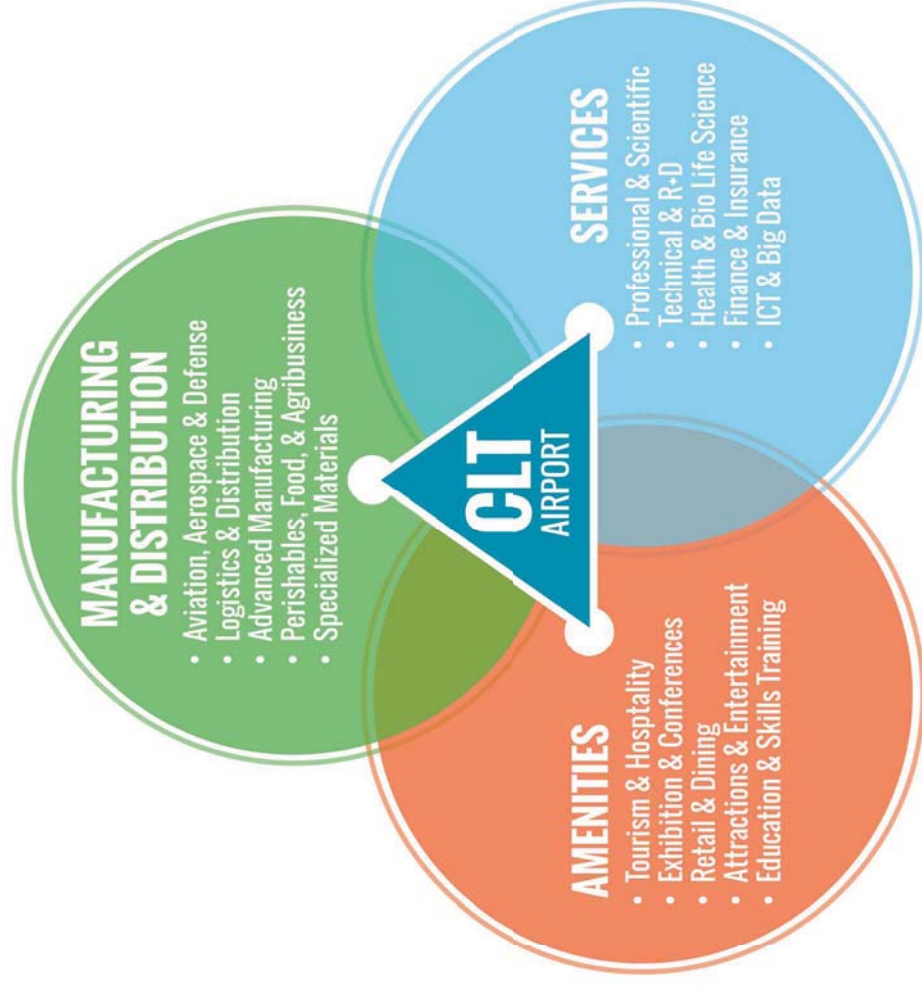 MANUFACTURING
& DISTRIBUTION
• Aviation, Aerospace & Defense
• Logistics & Distribution
• Advanced Manufacturing
• Perishables, Food, & Agribusiness
• Specialized Materials
CLT
AIRPORT
AMENITIES
• Tourism & Hosptality
• Exhibition & Conferences
• Retail & Dining
• Attractions & Entertainment
• Education & Skills Training
SERVICES
• Professional & Scientific
• Technical & R+D
• Health & Bio Life Science
• Finance & Insurance
• ICT & Big Data